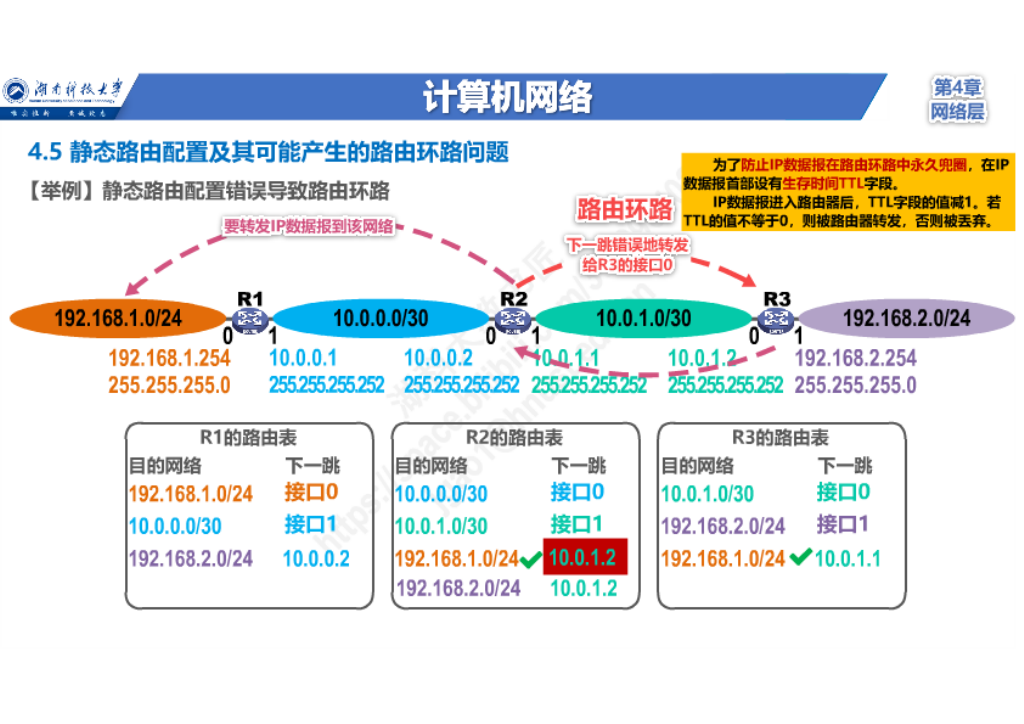 湖南科技大学
计算机网络
第4章
网络层
4.5 静态路由配置及其可能产生的路由环路问题
【举例】静态路由配置错误导致路由环路
为了防止IP数据报在路由环路中永久兜圈，在IP
数据报首部设有生存时间TTL字段。
IP数据报进入路由器后，TTL字段的值减1。若
TTL的值不等于0，则被路由器转发，否则被丢弃。
路由环路
要转发IP数据报到该网络
下一跳错误地转发
给R3的接口0
R1 R2 R3
192.168.1.0/24 10.0.0.0/30 10.0.1.0/30 192.168.2.0/24
0 1 0 1 0 1
192.168.1.254 10.0.0.1 10.0.0.2 10.0.1.1 10.0.1.2 192.168.2.254
255.255.255.0 255.255.255.252 255.255.255.252 255.255.255.252 255.255.255.252 255.255.255.0
R1的路由表
目的网络 下一跳
192.168.1.0/24 接口0
10.0.0.0/30 接口1
192.168.2.0/24 10.0.0.2
R2的路由表
目的网络 下一跳
10.0.0.0/30 接口0
10.0.1.0/30 接口1
192.168.1.0/24 10.0.1.2
192.168.2.0/24 10.0.1.2
R3的路由表
目的网络 下一跳
10.0.1.0/30 接口0
192.168.2.0/24 接口1
192.168.1.0/24 10.0.1.1